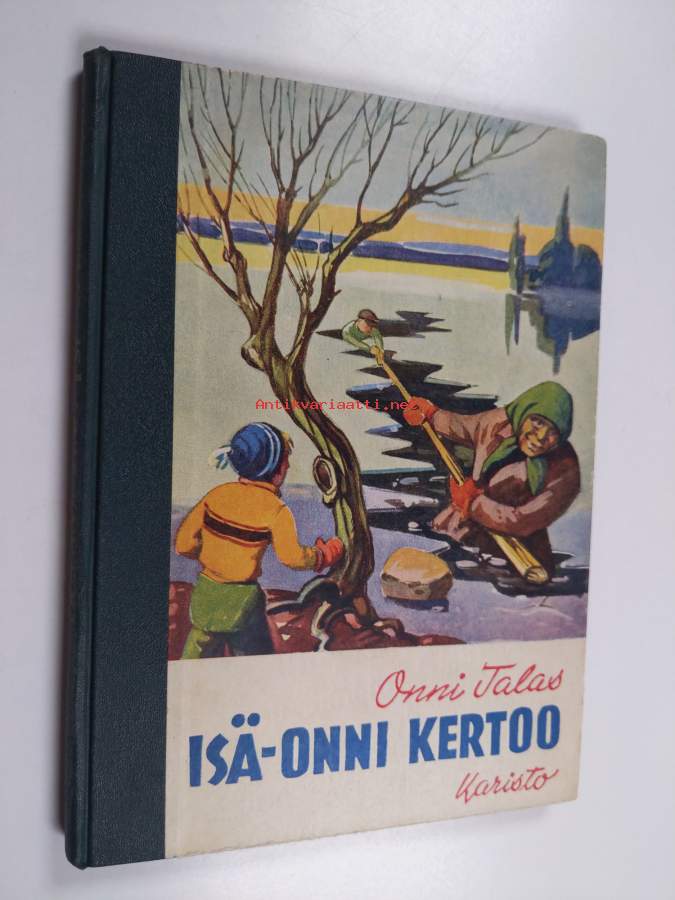 Antikvariaatti.net
Onni Talas
ISÄ-ONNI KERTOO
Karisto